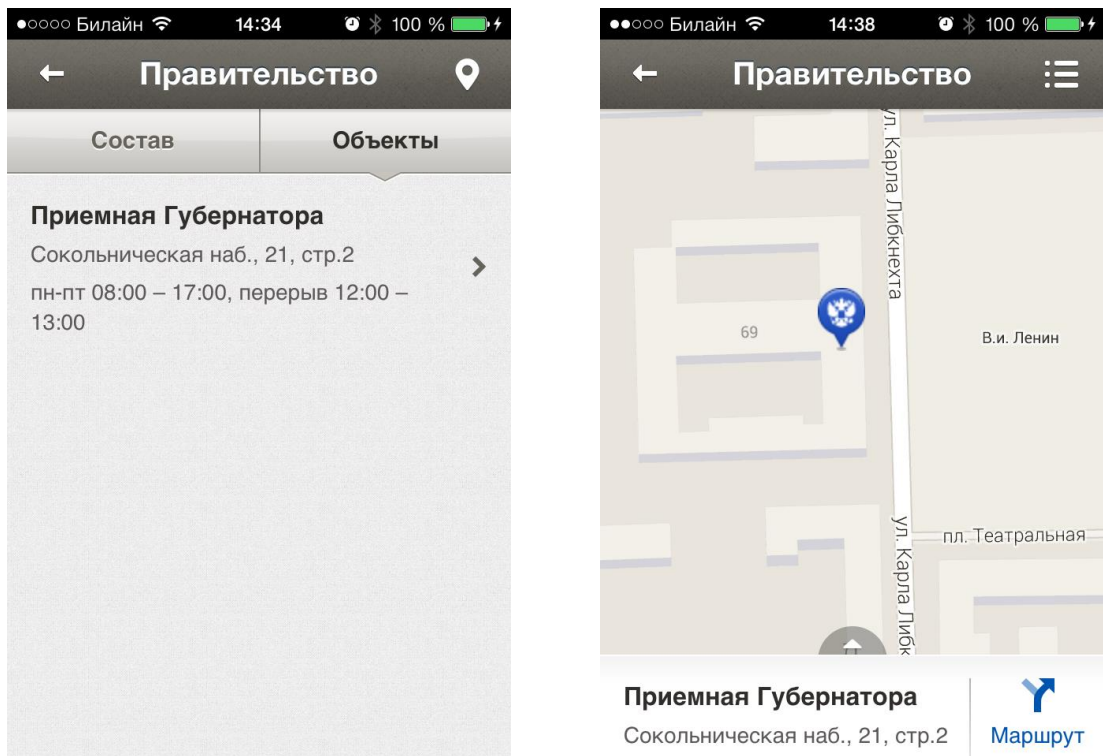 Билайн 14:34 100 %
Правительство
Состав Объекты
Приемная Губернатора
Сокольническая наб., 21, стр.2
пн-пт 08:00 – 17:00, перерыв 12:00 –
13:00
Билайн 14:38 100 %
Правительство
ул. Карла Либкнехта
69
В.и. Ленин
ул. Карла Либк
пл. Театральная
Приемная Губернатора
Сокольническая наб., 21, стр.2
Маршрут